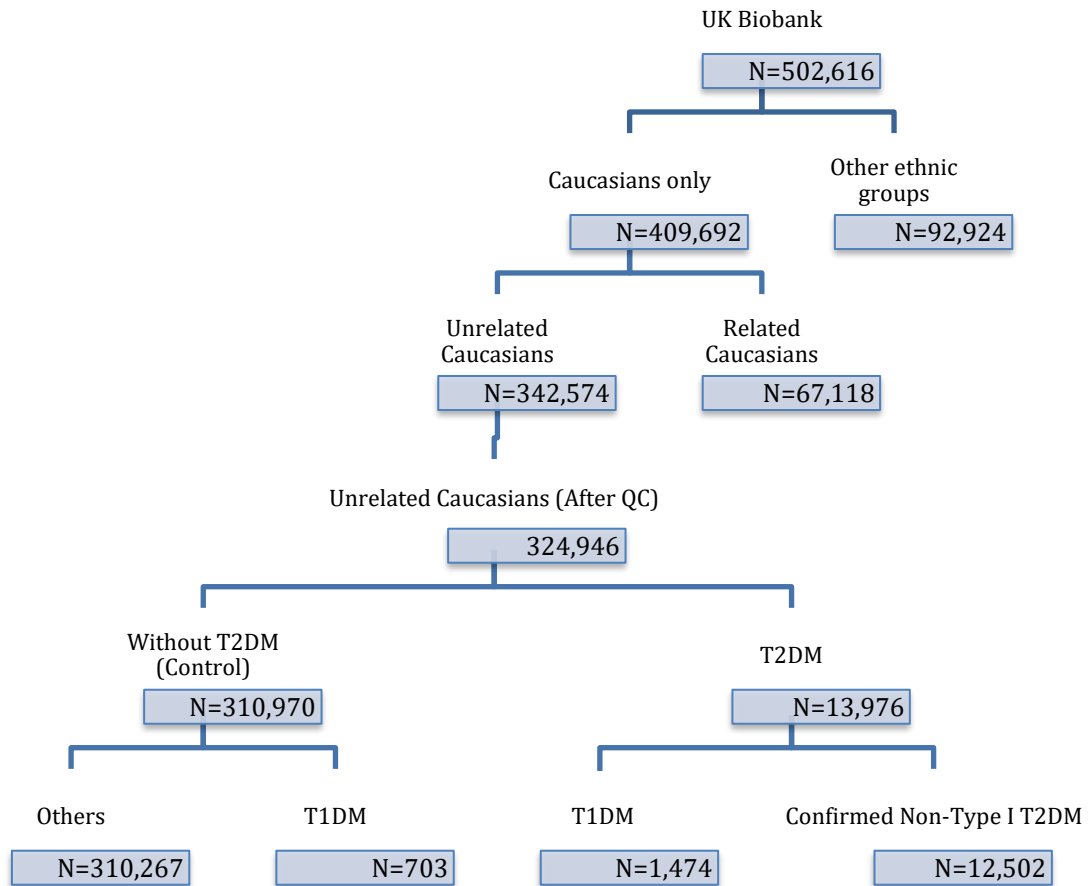 UK Biobank
N=502,616
Caucasians only
Other ethnic
groups
N=409,692
N=92,924
Unrelated
Caucasians
Related
Caucasians
N=342,574
N=67,118
Unrelated Caucasians (After QC)
324,946
Without T2DM
(Control)
T2DM
N=310,970
N=13,976
Others
T1DM
T1DM
Confirmed Non-Type I T2DM
N=310,267
N=703
N=1,474
N=12,502